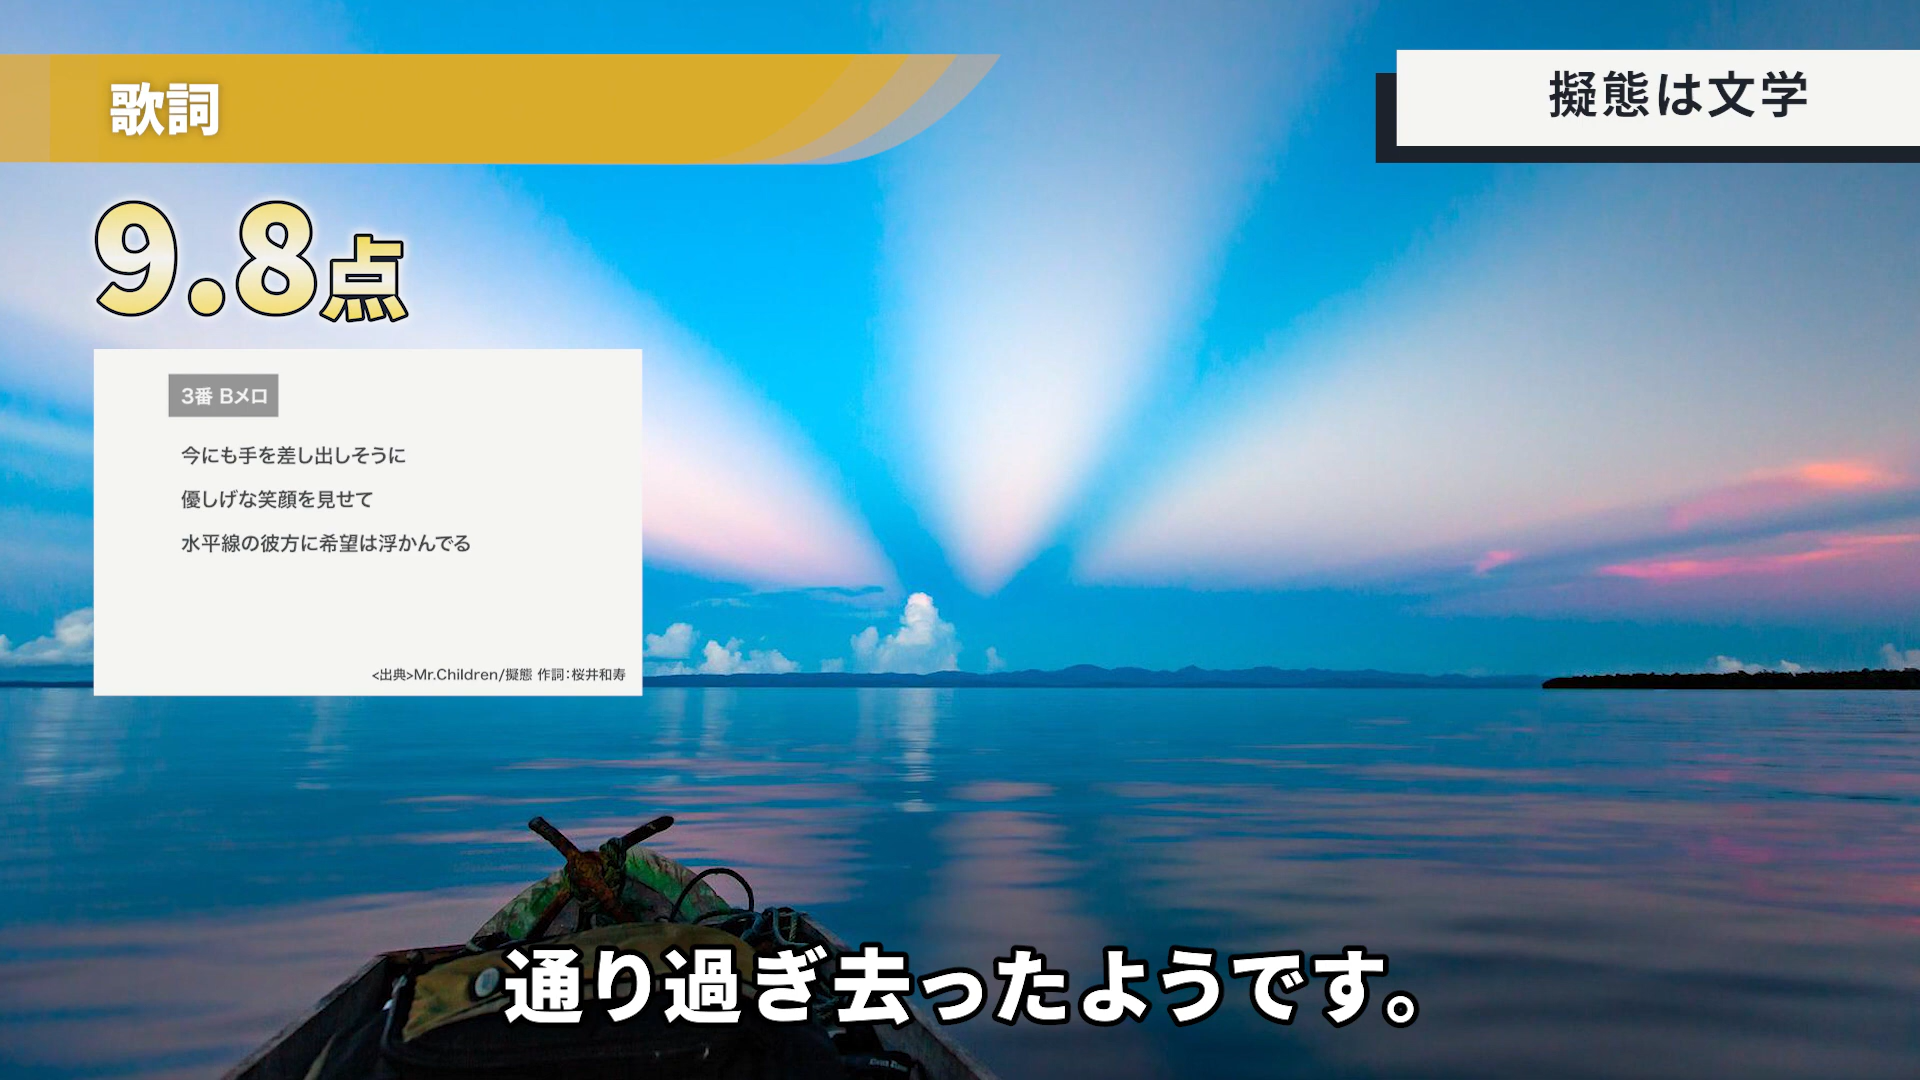 歌詞
擬態は文学
9.8点
3番 Bメロ
今にも手を差し出しそうに
優しげな笑顔を見せて
水平線の彼方に希望は浮かんでる
<出典>Mr.Children/擬態 作詞：桜井和寿
通り過ぎ去ったようです。